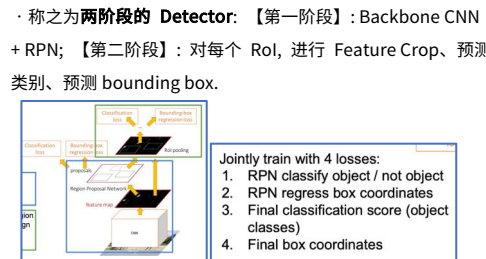 · 称之为两阶段的 Detector: 【第一阶段】: Backbone CNN
+ RPN; 【第二阶段】: 对每个 RoI, 进行 Feature Crop、预测
类别、预测 bounding box.
Classification loss
Bounding-box regression loss
Classification loss
Bounding-box regression loss
RoI pooling
proposals
Region Proposal Network
feature map
CNN
Jointly train with 4 losses:
1. RPN classify object / not object
2. RPN regress box coordinates
3. Final classification score (object
classes)
4. Final box coordinates